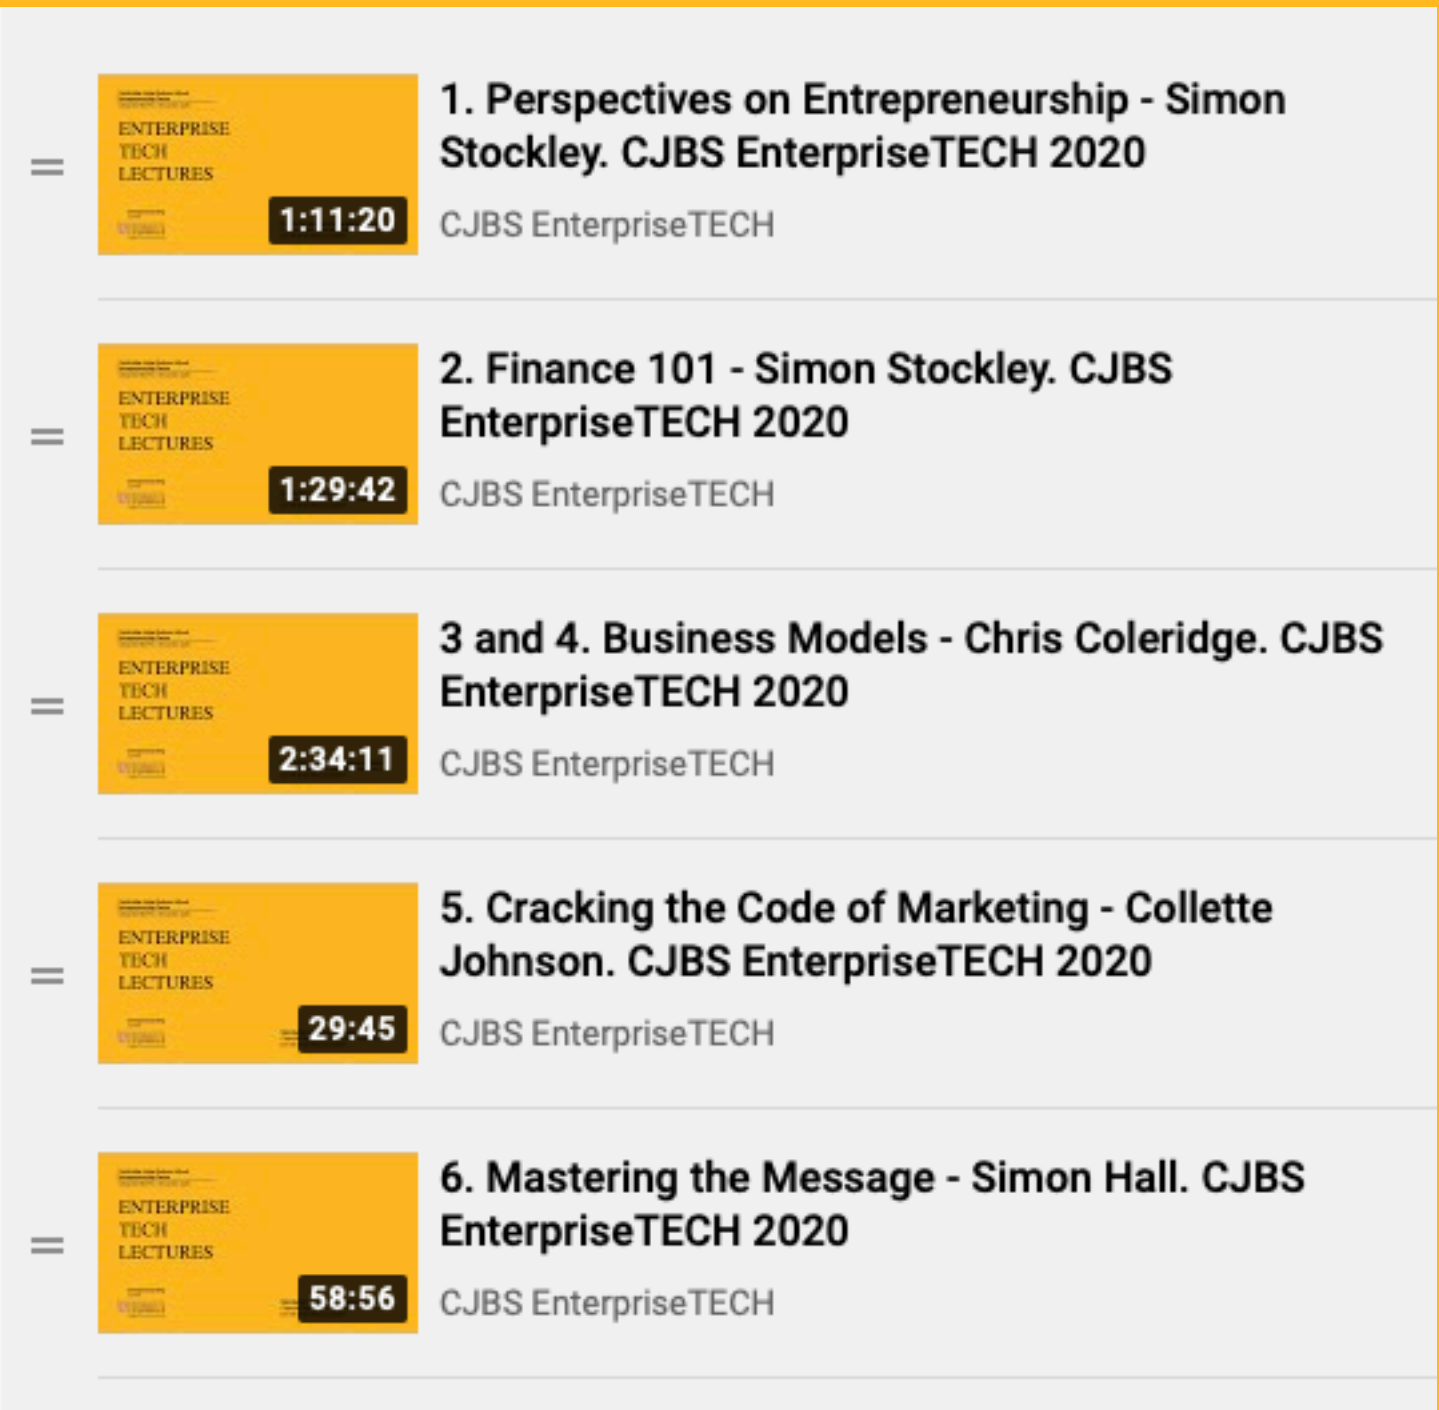 ENTERPRISE
TECH
LECTURES
1:11:20
1. Perspectives on Entrepreneurship - Simon
Stockley. CJBS EnterpriseTECH 2020
CJBS EnterpriseTECH
ENTERPRISE
TECH
LECTURES
1:29:42
2. Finance 101 - Simon Stockley. CJBS
EnterpriseTECH 2020
CJBS EnterpriseTECH
ENTERPRISE
TECH
LECTURES
2:34:11
3 and 4. Business Models - Chris Coleridge. CJBS
EnterpriseTECH 2020
CJBS EnterpriseTECH
ENTERPRISE
TECH
LECTURES
29:45
5. Cracking the Code of Marketing - Collette
Johnson. CJBS EnterpriseTECH 2020
CJBS EnterpriseTECH
ENTERPRISE
TECH
LECTURES
58:56
6. Mastering the Message - Simon Hall. CJBS
EnterpriseTECH 2020
CJBS EnterpriseTECH